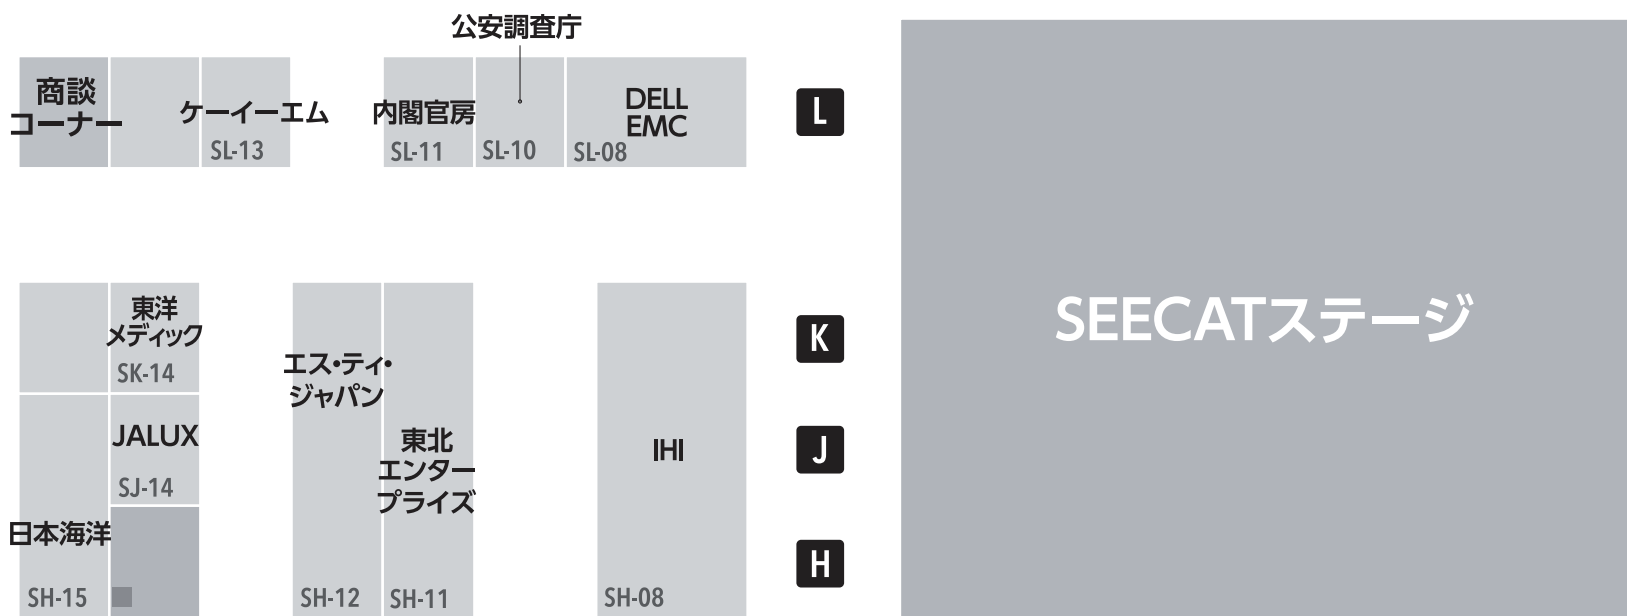 公安調査庁
商談
コーナー
ケーイーエム
SL-13
内閣官房
SL-11
SL-10
DELL
EMC
SL-08
L
SEECATステージ
東洋
メディック
SK-14
エス・ティ・
ジャパン
K
JALUX
SJ-14
東北
エンター
プライズ
IHI
J
日本海洋
SH-15
SH-12
SH-11
SH-08
H